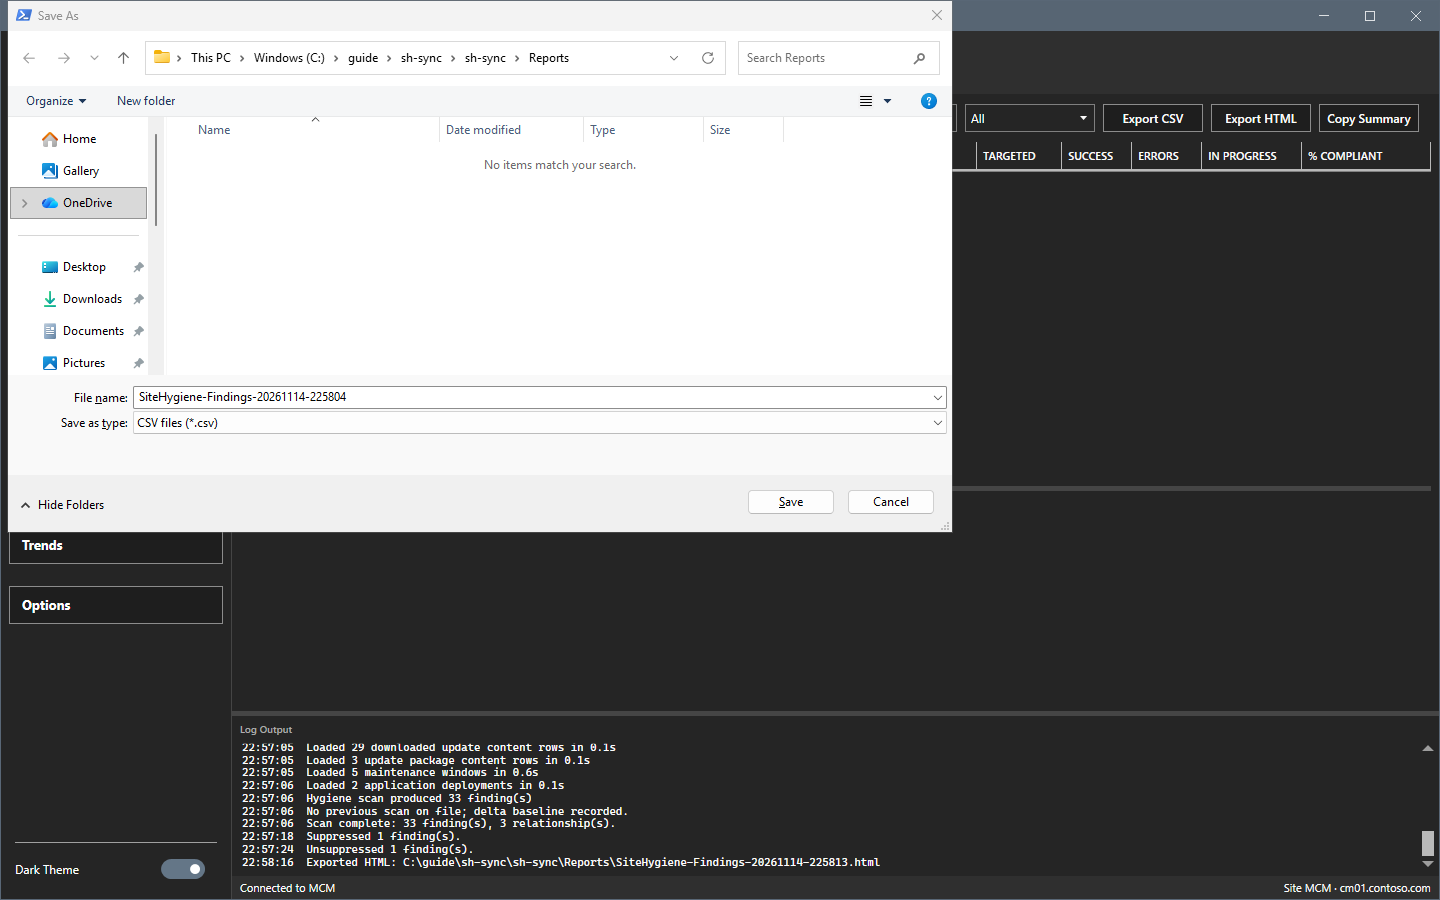 Save As
This PC
Windows (C:)
guide
sh-sync
sh-sync
Reports
Search Reports
Organize
New folder
?
Name
Date modified
Type
Size
No items match your search.
Home
Gallery
OneDrive
Desktop
Downloads
Documents
Pictures
File name: SiteHygiene-Findings-20261114-225804
Save as type: CSV files (*.csv)
Hide Folders
Save
Cancel
All
Export CSV
Export HTML
Copy Summary
TARGETED
SUCCESS
ERRORS
IN PROGRESS
% COMPLIANT
Trends
Options
Dark Theme
Log Output
22:57:05 Loaded 29 downloaded update content rows in 0.1s
22:57:05 Loaded 3 update package content rows in 0.1s
22:57:05 Loaded 5 maintenance windows in 0.6s
22:57:06 Loaded 2 application deployments in 0.1s
22:57:06 Hygiene scan produced 33 finding(s)
22:57:06 No previous scan on file; delta baseline recorded.
22:57:06 Scan complete: 33 finding(s), 3 relationship(s).
22:57:18 Suppressed 1 finding(s).
22:57:24 Unsuppressed 1 finding(s).
22:58:16 Exported HTML: C:\guide\sh-sync\sh-sync\Reports\SiteHygiene-Findings-20261114-225813.html
Connected to MCM
Site MCM · cm01.contoso.com